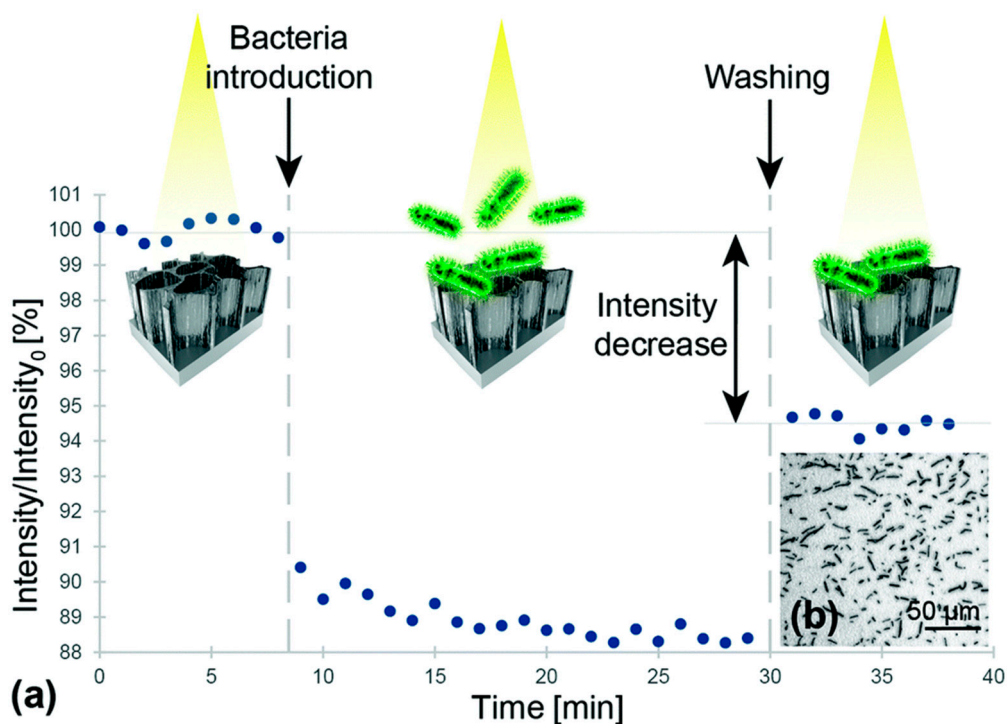 Bacteria
introduction
Washing
Intensity
decrease
Intensity/Intensity₀ [%]
101
100
99
98
97
96
95
94
93
92
91
90
89
88
0
5
10
15
20
25
30
35
40
Time [min]
(a)
(b)
50 µm